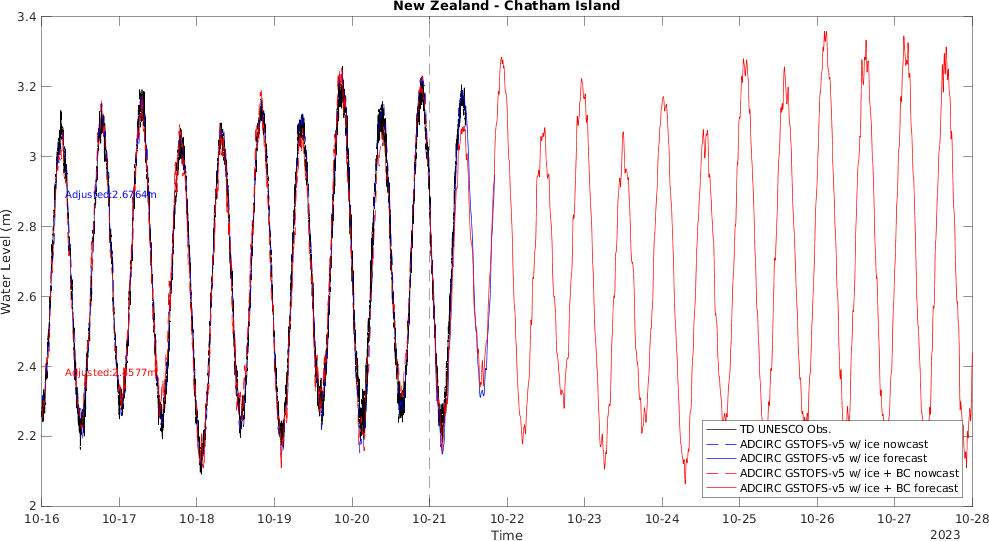 New Zealand - Chatham Island
3.4
3.2
3
2.8
2.6
2.4
2.2
2
Water Level (m)
Adjusted:2.6764m
TD UNESCO Obs.
ADCIRC GSTOFS-v5 w/ ice nowcast
ADCIRC GSTOFS-v5 w/ ice forecast
ADCIRC GSTOFS-v5 w/ ice + BC nowcast
ADCIRC GSTOFS-v5 w/ ice + BC forecast
10-16 10-17 10-18 10-19 10-20 10-21 10-22 10-23 10-24 10-25 10-26 10-27 10-28
Time
2023